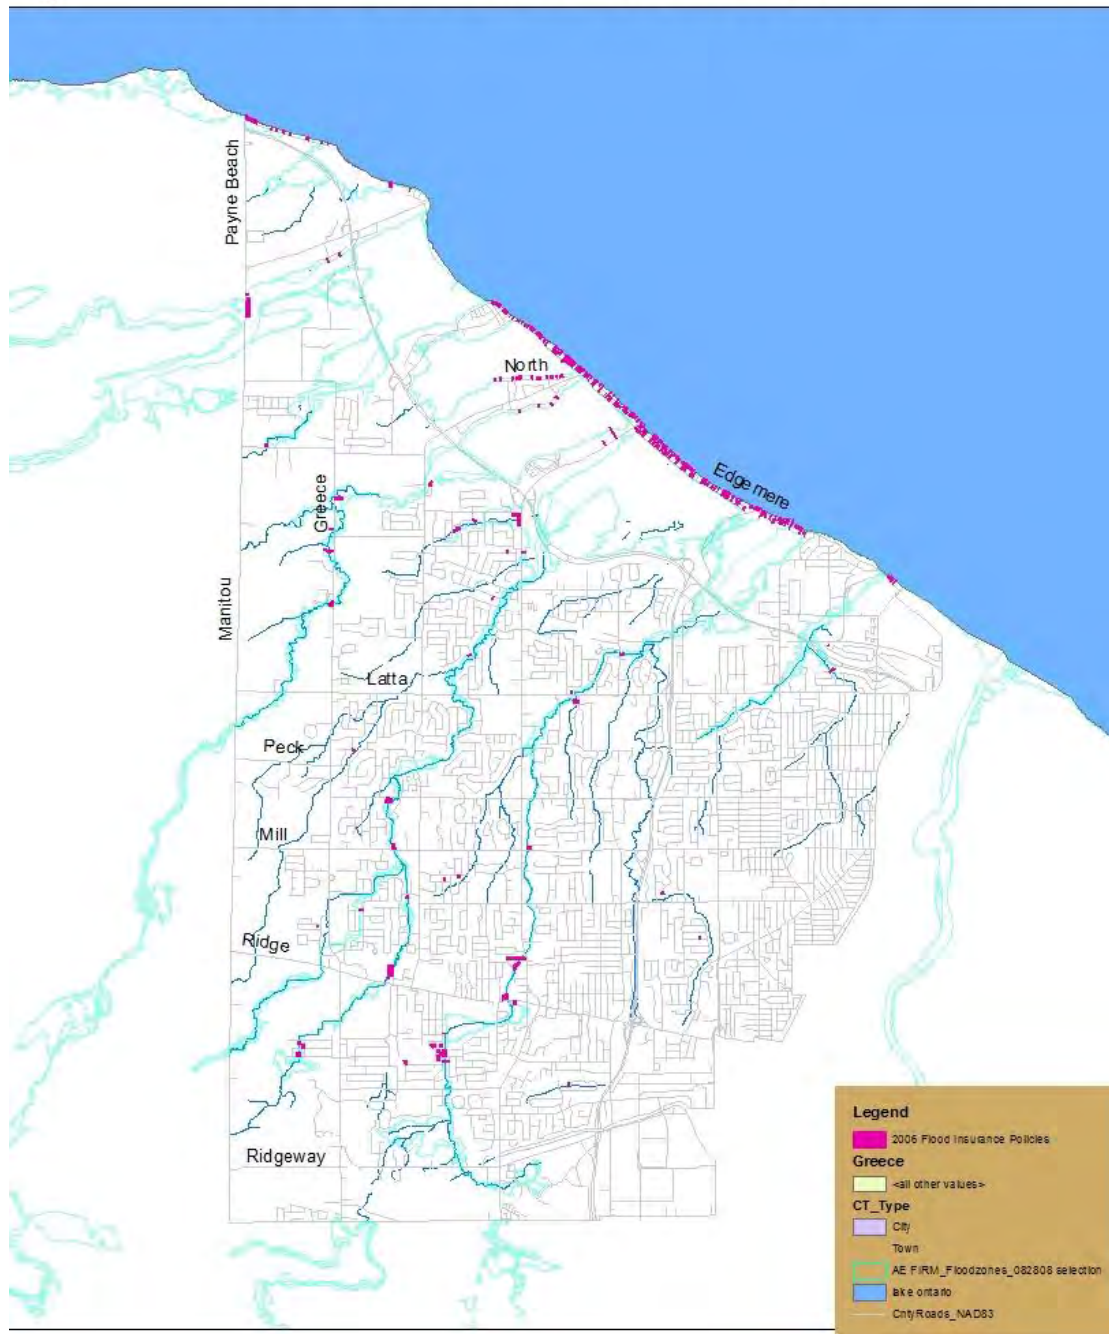 Payne Beach
North
Edgemere
Greece
Manitou
Latta
Peck
Mill
Ridge
Ridgeway
Legend
2006 Flood Insurance Policies
Greece
<all other values>
CT_Type
City
Town
AE FIRM_Floodzones_082808 selection
lake ontario
CntyRoads_NAD83